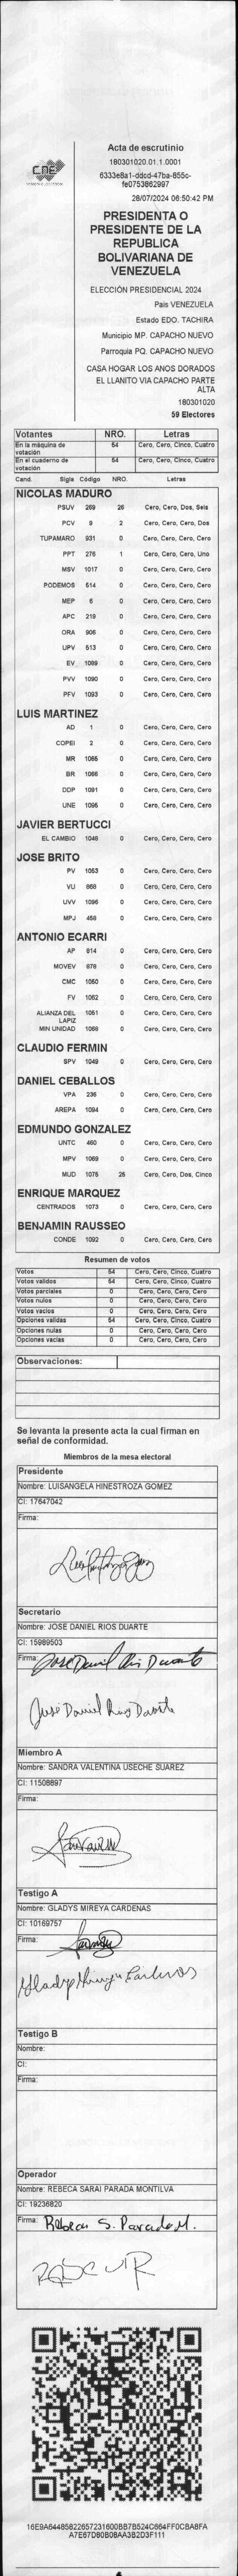 CNE
Acta de escrutinio
180301020.01.1.0001
6333e8a1-ddcd-47ba-855c-
fe0753862997
28/07/2024 06:50:42 PM
PRESIDENTA O
PRESIDENTE DE LA
REPUBLICA
BOLIVARIANA DE
VENEZUELA
ELECCIÓN PRESIDENCIAL 2024
Pais VENEZUELA
Estado EDO. TACHIRA
Municipio MP. CAPACHO NUEVO
Parroquia PQ. CAPACHO NUEVO
CASA HOGAR LOS ANOS DORADOS
EL LLANITO VIA CAPACHO PARTE
ALTA
180301020
59 Electores
Votantes NRO. Letras
En la máquina de votación 54 Cero, Cero, Cinco, Cuatro
En el cuaderno de votación 54 Cero, Cero, Cinco, Cuatro
Cand. Sigla Código NRO. Letras
NICOLAS MADURO
PSUV 269 26 Cero, Cero, Dos, Seis
PCV 9 2 Cero, Cero, Cero, Dos
TUPAMARO 931 0 Cero, Cero, Cero, Cero
PPT 276 1 Cero, Cero, Cero, Uno
MSV 1017 0 Cero, Cero, Cero, Cero
PODEMOS 514 0 Cero, Cero, Cero, Cero
MEP 6 0 Cero, Cero, Cero, Cero
APC 219 0 Cero, Cero, Cero, Cero
ORA 906 0 Cero, Cero, Cero, Cero
UPV 513 0 Cero, Cero, Cero, Cero
EV 1089 0 Cero, Cero, Cero, Cero
PVV 1090 0 Cero, Cero, Cero, Cero
PFV 1093 0 Cero, Cero, Cero, Cero
LUIS MARTINEZ
AD 1 0 Cero, Cero, Cero, Cero
COPEI 2 0 Cero, Cero, Cero, Cero
MR 1065 0 Cero, Cero, Cero, Cero
BR 1066 0 Cero, Cero, Cero, Cero
DDP 1091 0 Cero, Cero, Cero, Cero
UNE 1095 0 Cero, Cero, Cero, Cero
JAVIER BERTUCCI
EL CAMBIO 1046 0 Cero, Cero, Cero, Cero
JOSE BRITO
PV 1053 0 Cero, Cero, Cero, Cero
VU 868 0 Cero, Cero, Cero, Cero
UVV 1096 0 Cero, Cero, Cero, Cero
MPJ 458 0 Cero, Cero, Cero, Cero
ANTONIO ECARRI
AP 814 0 Cero, Cero, Cero, Cero
MOVEV 878 0 Cero, Cero, Cero, Cero
CMC 1050 0 Cero, Cero, Cero, Cero
FV 1062 0 Cero, Cero, Cero, Cero
ALIANZA DEL LAPIZ 1051 0 Cero, Cero, Cero, Cero
MIN UNIDAD 1068 0 Cero, Cero, Cero, Cero
CLAUDIO FERMIN
SPV 1049 0 Cero, Cero, Cero, Cero
DANIEL CEBALLOS
VPA 236 0 Cero, Cero, Cero, Cero
AREPA 1094 0 Cero, Cero, Cero, Cero
EDMUNDO GONZALEZ
UNTC 460 0 Cero, Cero, Cero, Cero
MPV 1069 0 Cero, Cero, Cero, Cero
MUD 1075 25 Cero, Cero, Dos, Cinco
ENRIQUE MARQUEZ
CENTRADOS 1073 0 Cero, Cero, Cero, Cero
BENJAMIN RAUSSEO
CONDE 1092 0 Cero, Cero, Cero, Cero
Resumen de votos
Votos 54 Cero, Cero, Cinco, Cuatro
Votos validos 54 Cero, Cero, Cinco, Cuatro
Votos parciales 0 Cero, Cero, Cero, Cero
Votos nulos 0 Cero, Cero, Cero, Cero
Votos vacios 0 Cero, Cero, Cero, Cero
Opciones validas 54 Cero, Cero, Cinco, Cuatro
Opciones nulas 0 Cero, Cero, Cero, Cero
Opciones vacias 0 Cero, Cero, Cero, Cero
Observaciones:
Se levanta la presente acta la cual firman en
señal de conformidad.
Miembros de la mesa electoral
Presidente
Nombre: LUISANGELA HINESTROZA GOMEZ
CI: 17647042
Firma:
Secretario
Nombre: JOSE DANIEL RIOS DUARTE
CI: 15989503
Firma: José Daniel Rios Duarte
José Daniel Rios Duarte
Miembro A
Nombre: SANDRA VALENTINA USECHE SUAREZ
CI: 11508897
Firma:
Testigo A
Nombre: GLADYS MIREYA CARDENAS
CI: 10169757
Firma:
Gladys Mireya Cardenas
Testigo B
Nombre:
CI:
Firma:
Operador
Nombre: REBECA SARAI PARADA MONTILVA
CI: 19236820
Firma: Rebeca S. Parada M.
16E9A64485822657231600BB7B524C664FF0CBA8FA
A7E67D80B08AA3B2D3F111